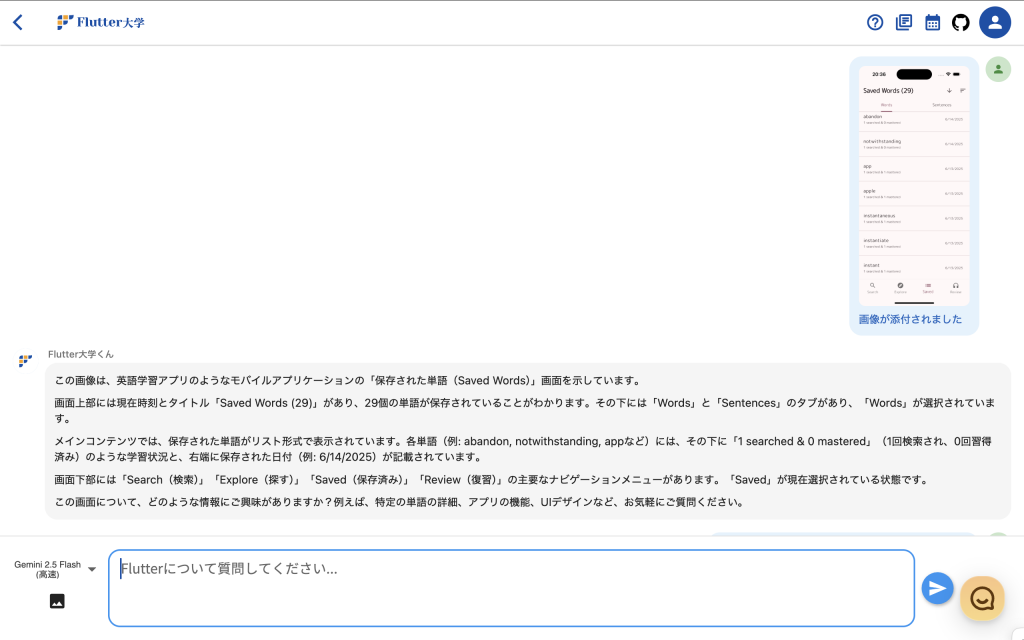 Flutter大学
20:36
Saved Words (29)
Words
Sentences
abandon
6/14/2025
1 searched & 0 mastered
notwithstanding
6/14/2025
1 searched & 1 mastered
app
6/13/2025
1 searched & 1 mastered
apple
6/13/2025
1 searched & 1 mastered
instantaneous
6/13/2025
1 searched & 1 mastered
instantiate
6/13/2025
1 searched & 1 mastered
instant
6/13/2025
1 searched & 1 mastered
Search
Explore
Saved
Review
画像が添付されました
Flutter大学くん
この画像は、英語学習アプリのようなモバイルアプリケーションの「保存された単語（Saved Words）」画面を示しています。
画面上部には現在時刻とタイトル「Saved Words (29)」があり、29個の単語が保存されていることがわかります。その下には「Words」と「Sentences」のタブがあり、「Words」が選択されていま
す。
メインコンテンツでは、保存された単語がリスト形式で表示されています。各単語（例: abandon, notwithstanding, appなど）には、その下に「1 searched & 0 mastered」（1回検索され、0回習得
済み）のような学習状況と、右端に保存された日付（例: 6/14/2025）が記載されています。
画面下部には「Search（検索）」「Explore（探す）」「Saved（保存済み）」「Review（復習）」の主要なナビゲーションメニューがあります。「Saved」が現在選択されている状態です。
この画面について、どのような情報にご興味がありますか？例えば、特定の単語の詳細、アプリの機能、UIデザインなど、お気軽にご質問ください。
Gemini 2.5 Flash
(高速)
Flutterについて質問してください...